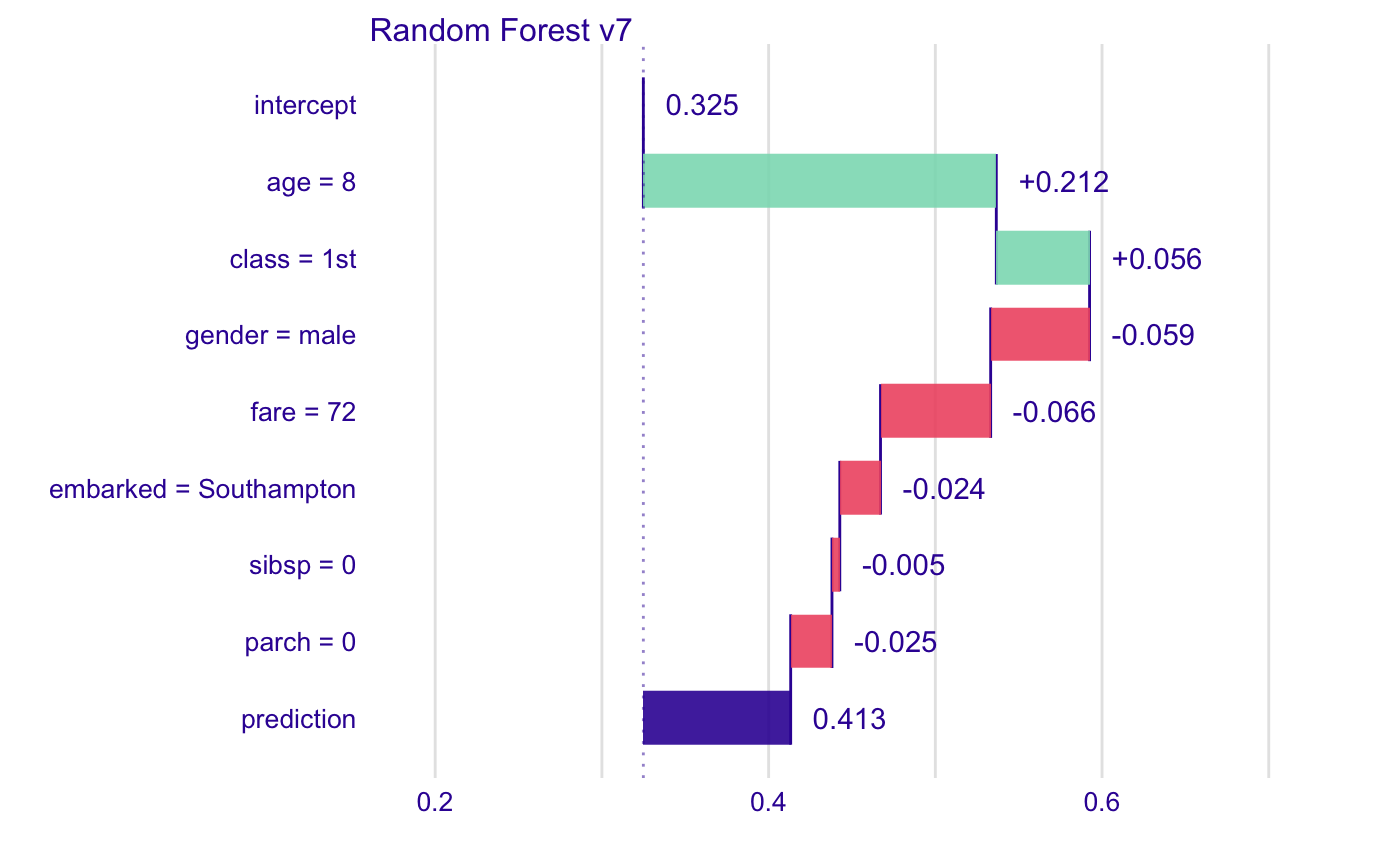 Random Forest v7
intercept 0.325
age = 8 +0.212
class = 1st +0.056
gender = male -0.059
fare = 72 -0.066
embarked = Southampton -0.024
sibsp = 0 -0.005
parch = 0 -0.025
prediction 0.413
0.2 0.4 0.6